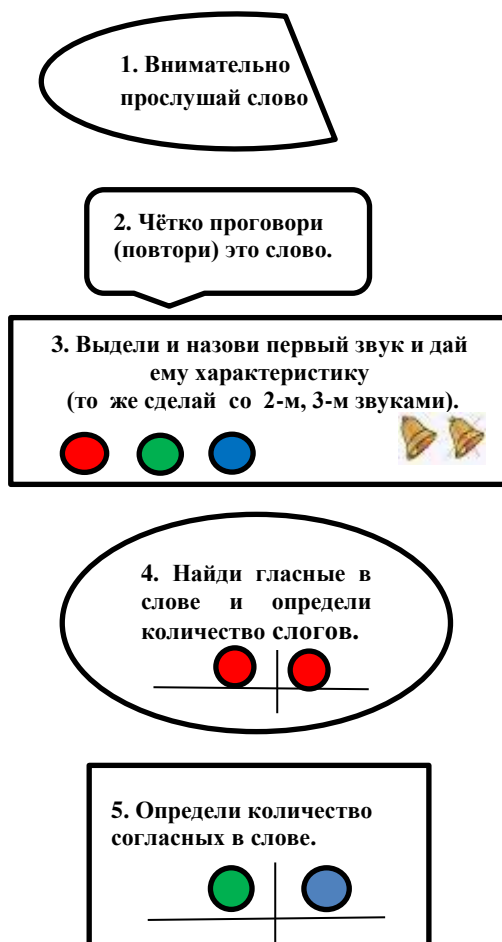 1. Внимательно
прослушай слово
2. Чётко проговори
(повтори) это слово.
3. Выдели и назови первый звук и дай
ему характеристику
(то же сделай со 2-м, 3-м звуками).
4. Найди гласные в
слове и определи
количество слогов.
5. Определи количество
согласных в слове.